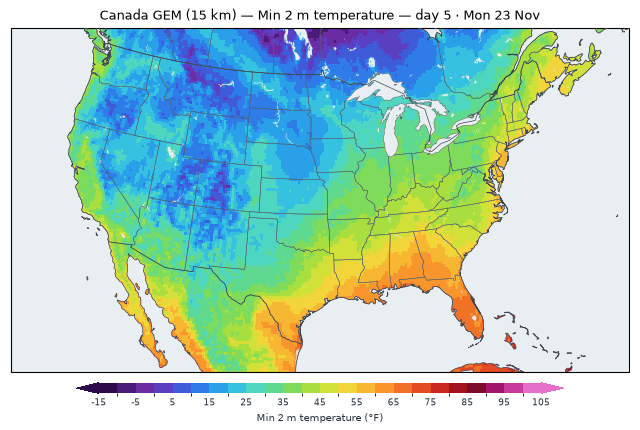 Canada GEM (15 km) — Min 2 m temperature — day 5 · Mon 23 Nov
-15 -5 5 15 25 35 45 55 65 75 85 95 105
Min 2 m temperature (°F)